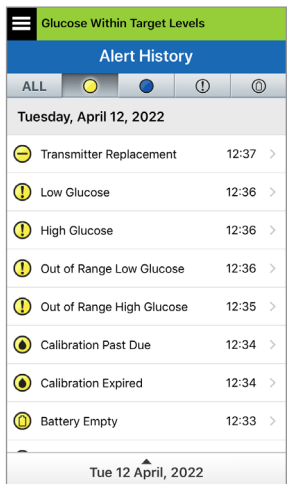 Glucose Within Target Levels
Alert History
ALL
Tuesday, April 12, 2022
Transmitter Replacement 12:37
Low Glucose 12:36
High Glucose 12:36
Out of Range Low Glucose 12:36
Out of Range High Glucose 12:35
Calibration Past Due 12:34
Calibration Expired 12:34
Battery Empty 12:33
Tue 12 April, 2022